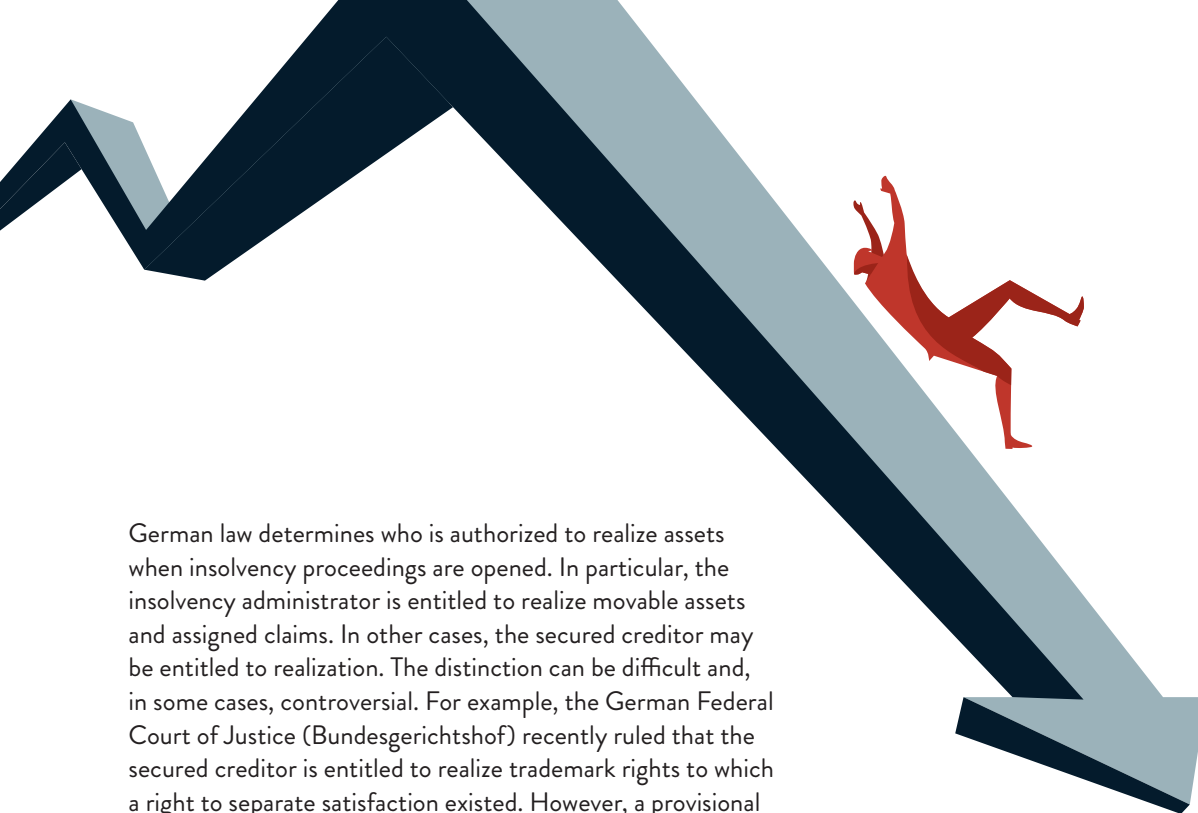 German law determines who is authorized to realize assets
when insolvency proceedings are opened. In particular, the
insolvency administrator is entitled to realize movable assets
and assigned claims. In other cases, the secured creditor may
be entitled to realization. The distinction can be difficult and,
in some cases, controversial. For example, the German Federal
Court of Justice (Bundesgerichtshof) recently ruled that the
secured creditor is entitled to realize trademark rights to which
a right to separate satisfaction existed. However, a provisional